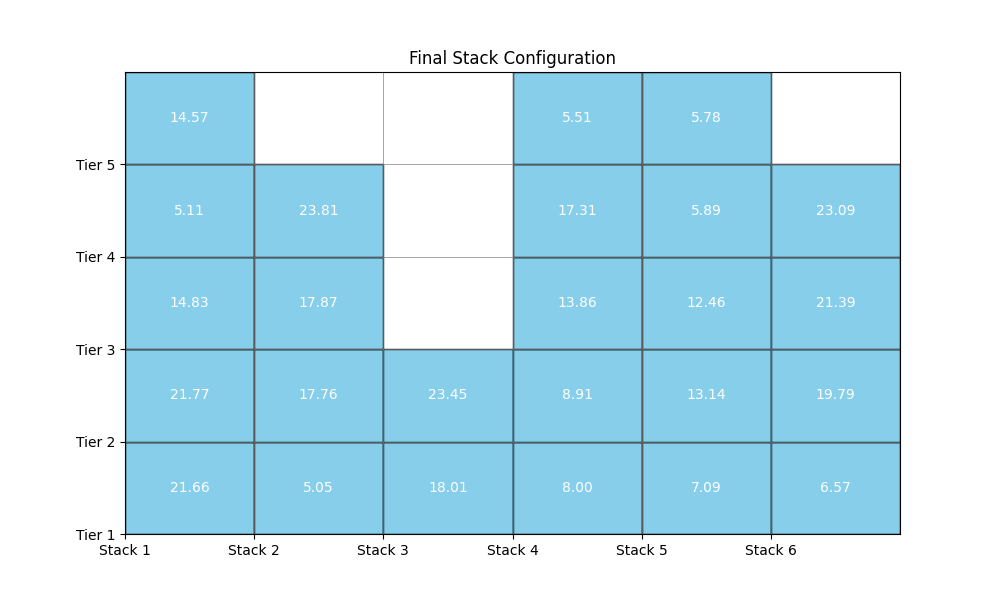 Final Stack Configuration
14.57 5.51 5.78
Tier 5
5.11 23.81 17.31 5.89 23.09
Tier 4
14.83 17.87 13.86 12.46 21.39
Tier 3
21.77 17.76 23.45 8.91 13.14 19.79
Tier 2
21.66 5.05 18.01 8.00 7.09 6.57
Tier 1
Stack 1 Stack 2 Stack 3 Stack 4 Stack 5 Stack 6